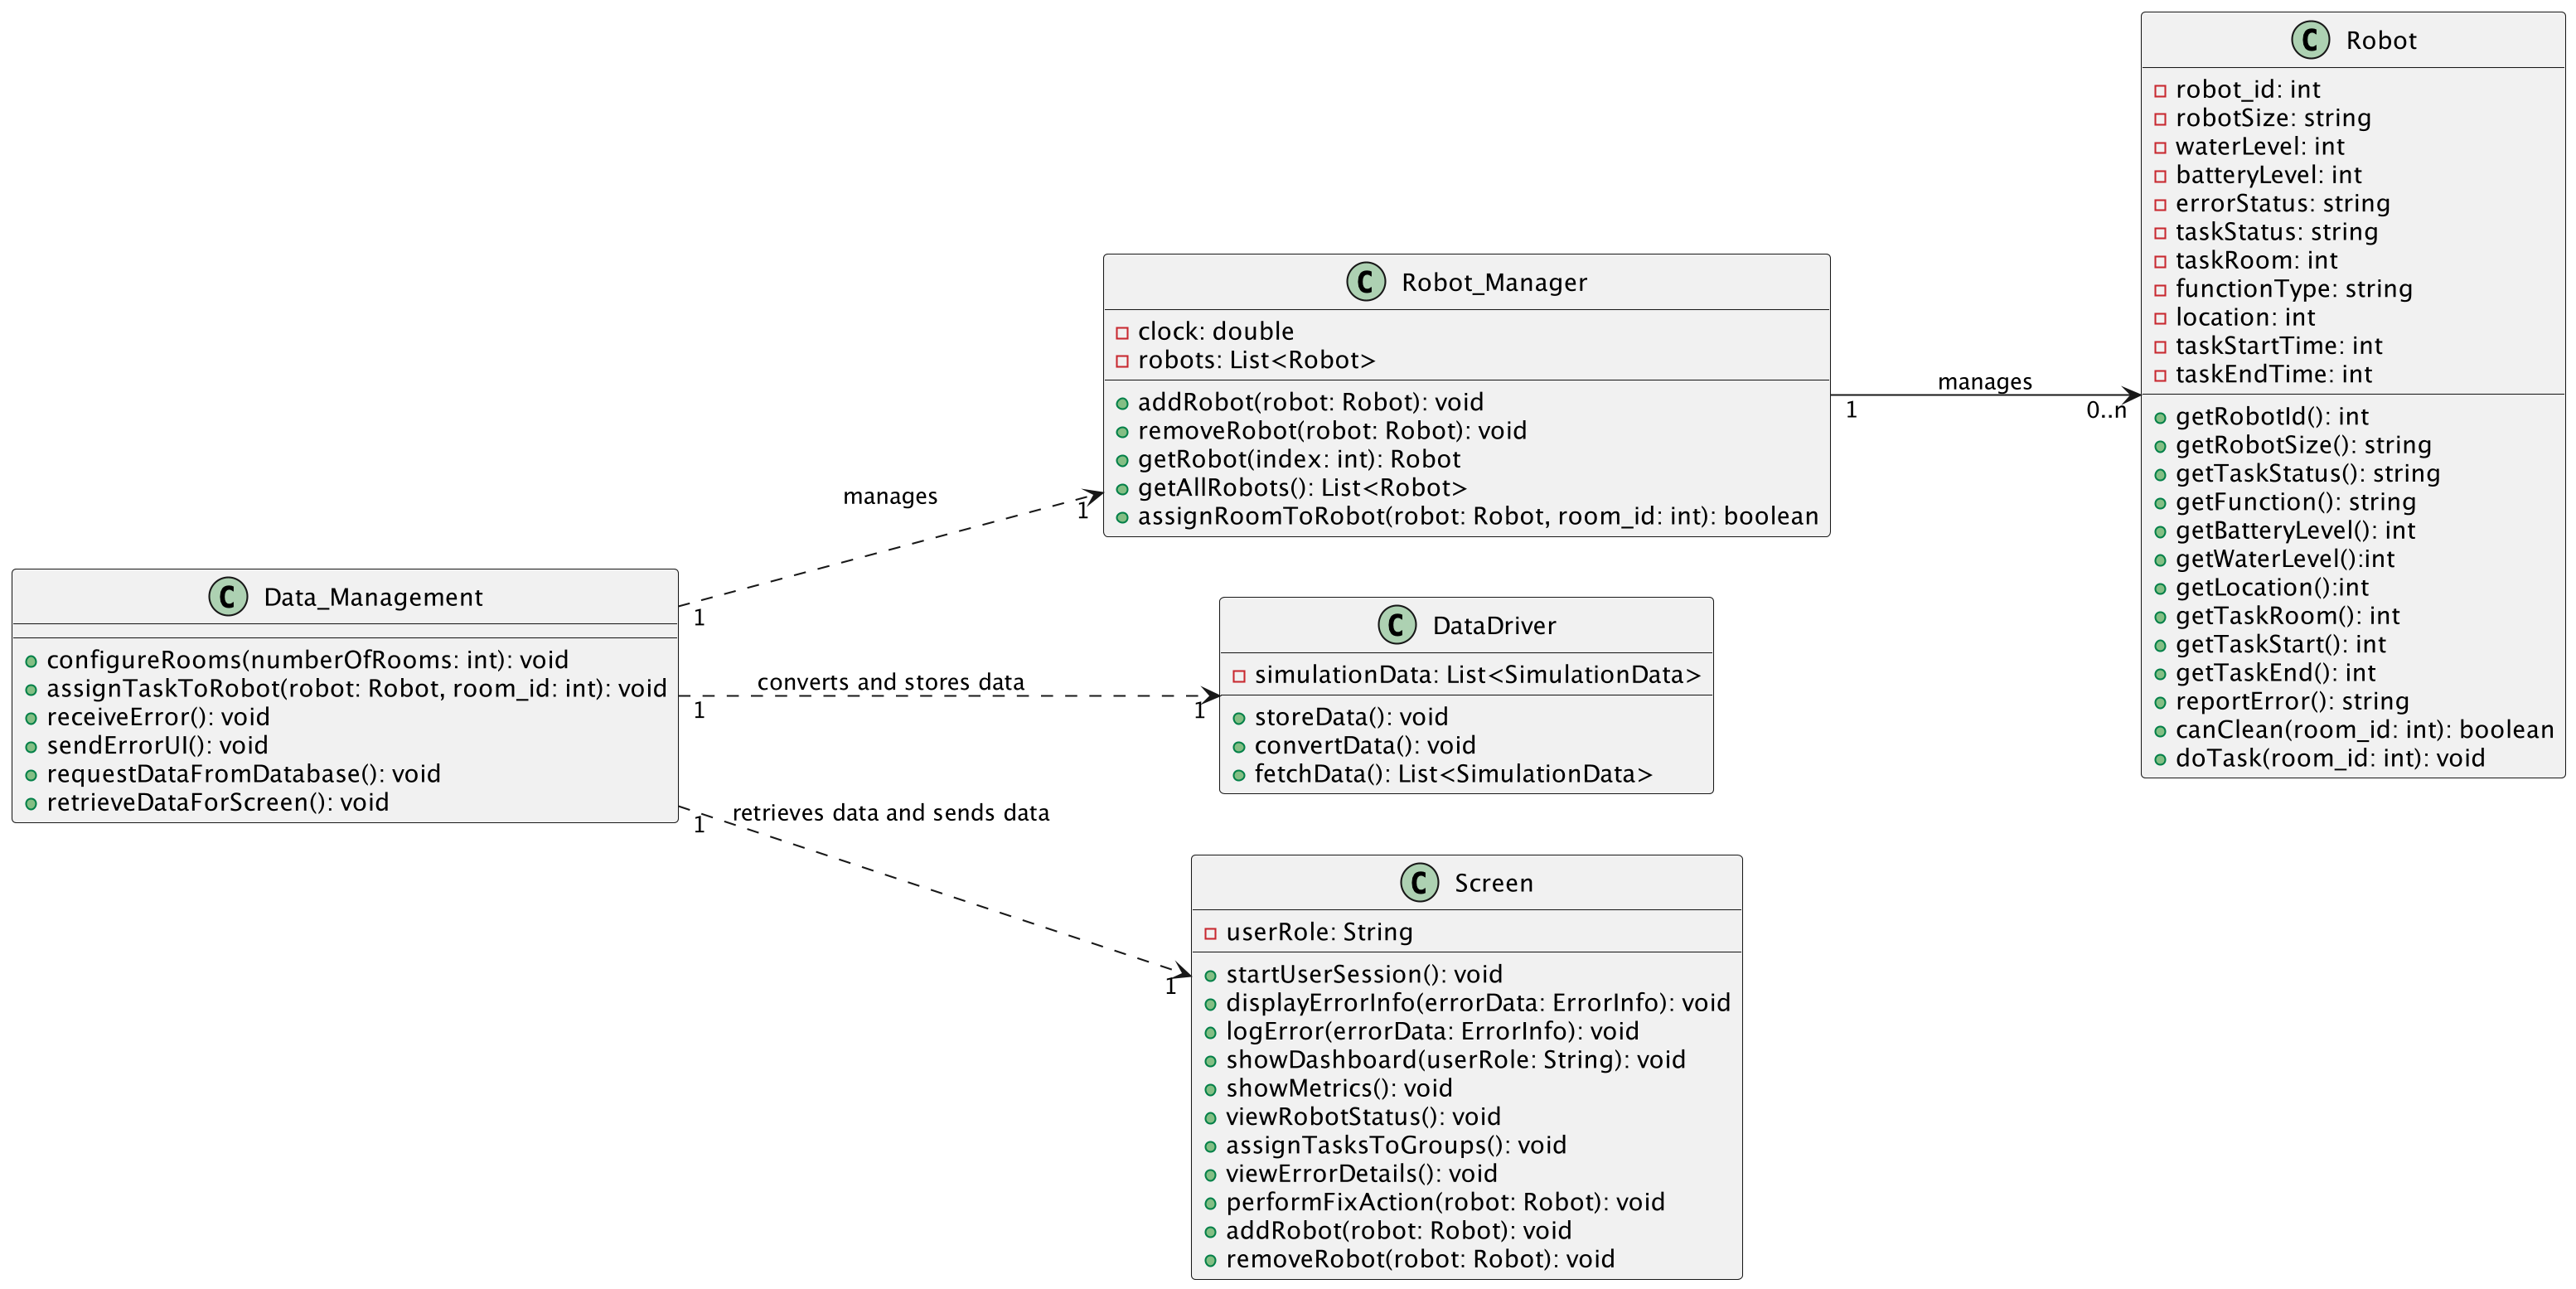 C Data_Management
configureRooms(numberOfRooms: int): void
assignTaskToRobot(robot: Robot, room_id: int): void
receiveError(): void
sendErrorUI(): void
requestDataFromDatabase(): void
retrieveDataForScreen(): void
manages
1
1
converts and stores data
1
1
retrieves data and sends data
1
1
C Robot_Manager
clock: double
robots: List<Robot>
addRobot(robot: Robot): void
removeRobot(robot: Robot): void
getRobot(index: int): Robot
getAllRobots(): List<Robot>
assignRoomToRobot(robot: Robot, room_id: int): boolean
C DataDriver
simulationData: List<SimulationData>
storeData(): void
convertData(): void
fetchData(): List<SimulationData>
C Screen
userRole: String
startUserSession(): void
displayErrorInfo(errorData: ErrorInfo): void
logError(errorData: ErrorInfo): void
showDashboard(userRole: String): void
showMetrics(): void
viewRobotStatus(): void
assignTasksToGroups(): void
viewErrorDetails(): void
performFixAction(robot: Robot): void
addRobot(robot: Robot): void
removeRobot(robot: Robot): void
manages
1
0..n
C Robot
robot_id: int
robotSize: string
waterLevel: int
batteryLevel: int
errorStatus: string
taskStatus: string
taskRoom: int
functionType: string
location: int
taskStartTime: int
taskEndTime: int
getRobotId(): int
getRobotSize(): string
getTaskStatus(): string
getFunction(): string
getBatteryLevel(): int
getWaterLevel():int
getLocation():int
getTaskRoom(): int
getTaskStart(): int
getTaskEnd(): int
reportError(): string
canClean(room_id: int): boolean
doTask(room_id: int): void